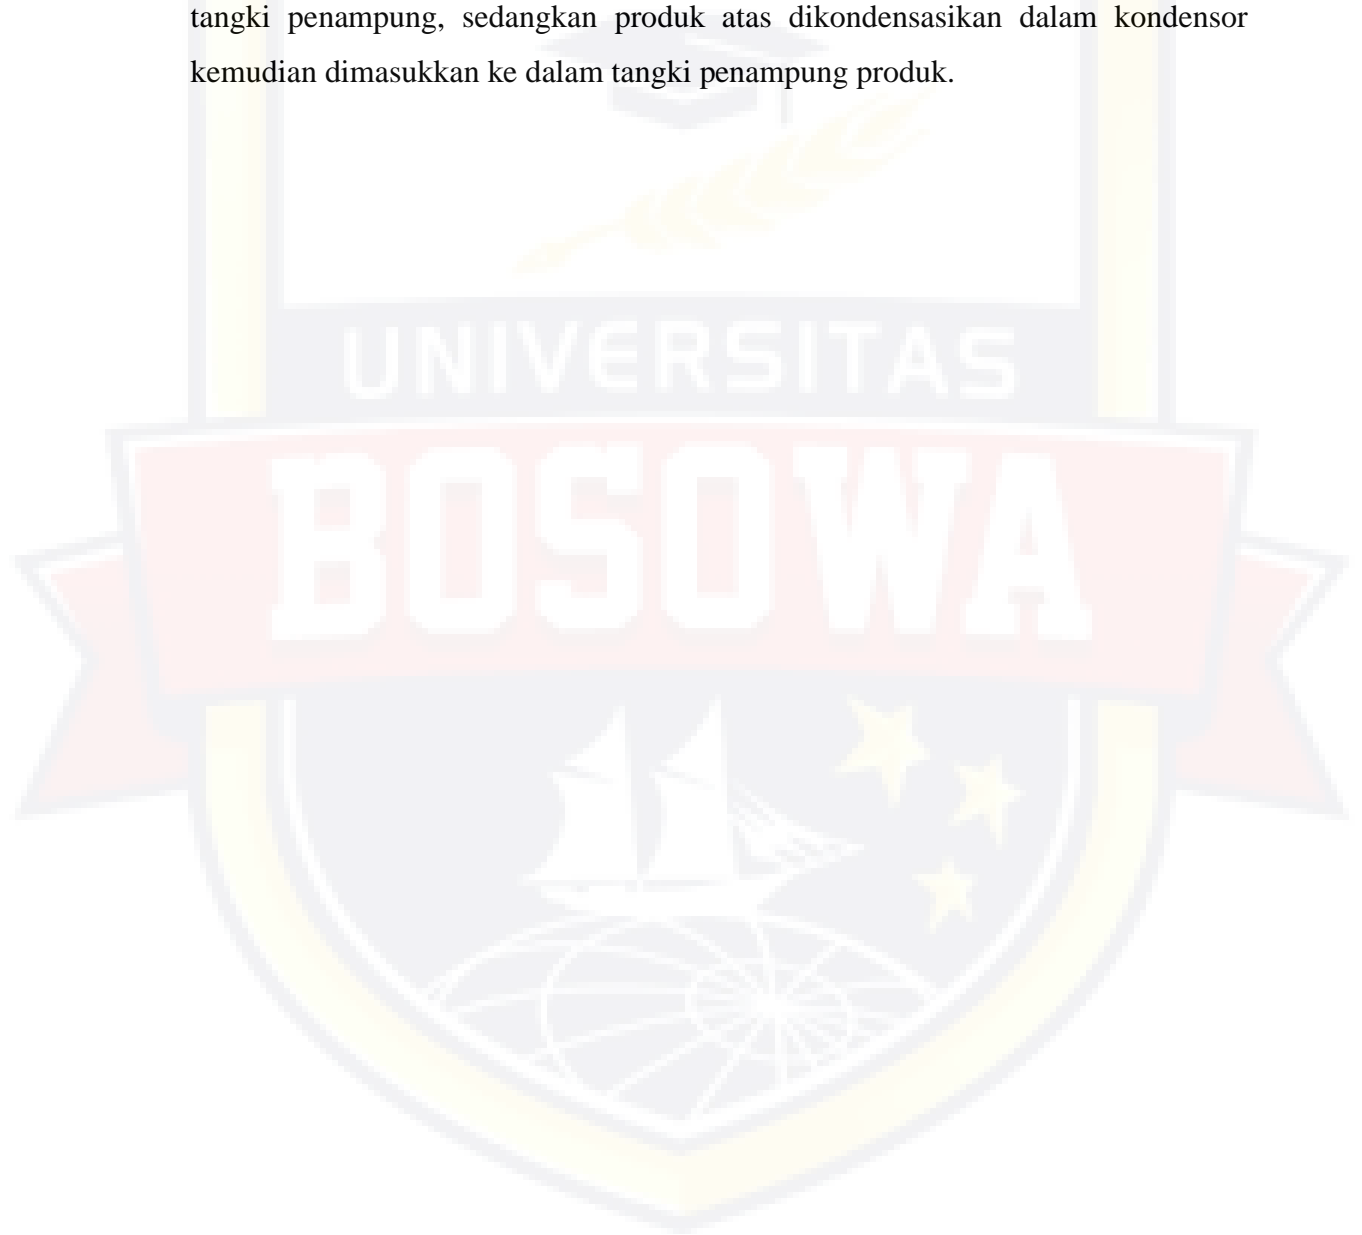 tangki penampung, sedangkan produk atas dikondensasikan dalam kondensor
kemudian dimasukkan ke dalam tangki penampung produk.
UNIVERSITAS
BOSOWA